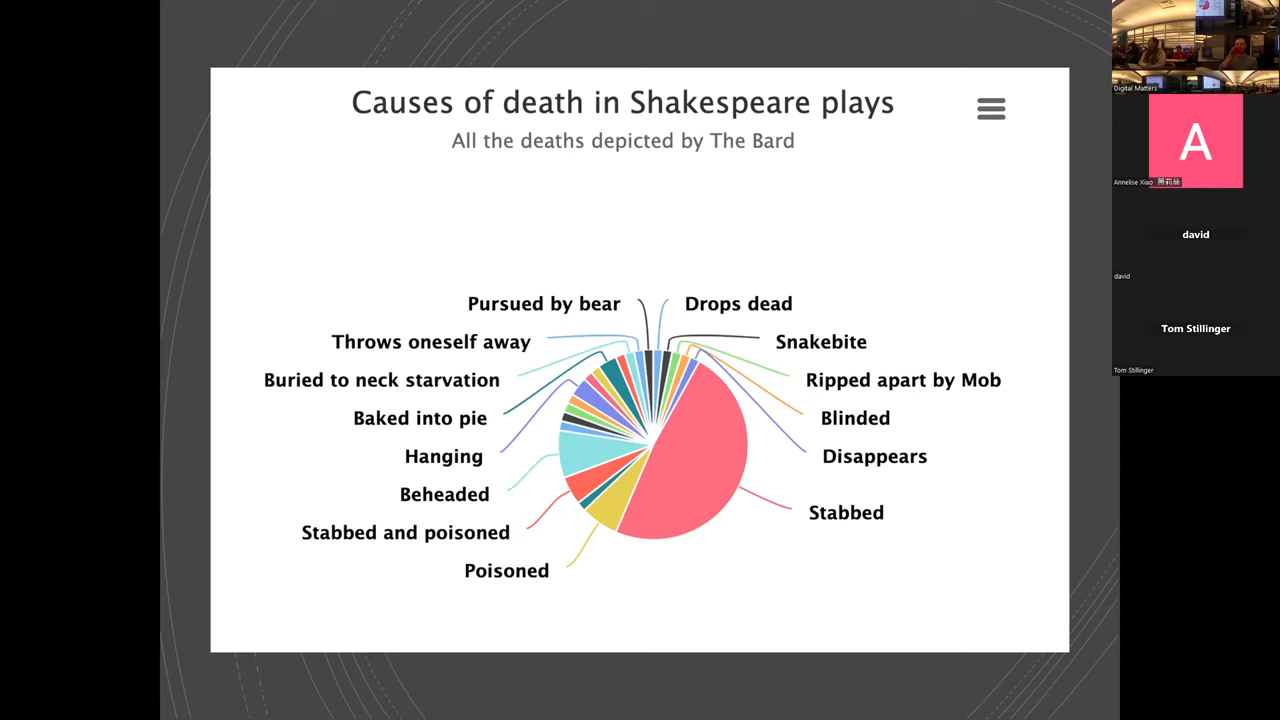 Causes of death in Shakespeare plays
All the deaths depicted by The Bard
Pursued by bear
Drops dead
Throws oneself away
Snakebite
Buried to neck starvation
Ripped apart by Mob
Baked into pie
Blinded
Hanging
Disappears
Beheaded
Stabbed
Stabbed and poisoned
Poisoned
Digital Matters
A
Annelise Xiao
david
david
Tom Stillinger
Tom Stillinger